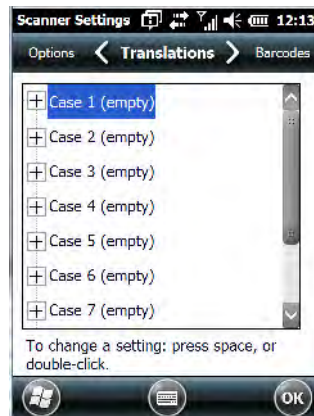 Scanner Settings 12:13
Options Translations Barcodes
Case 1 (empty)
Case 2 (empty)
Case 3 (empty)
Case 4 (empty)
Case 5 (empty)
Case 6 (empty)
Case 7 (empty)
To change a setting: press space, or
double-click.
OK